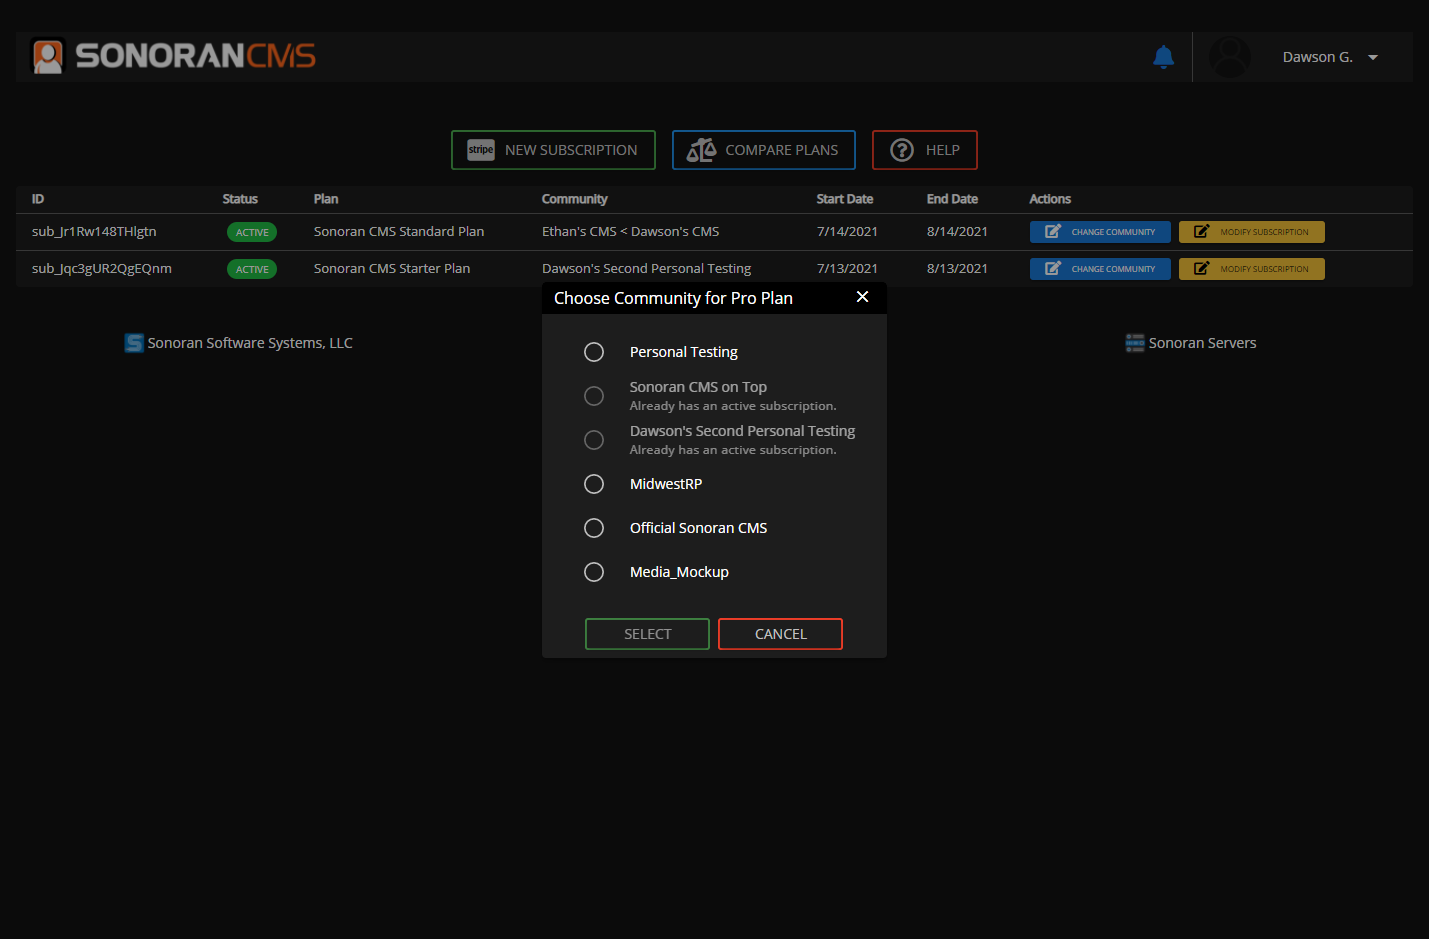 SONORANCMS
Dawson G.
stripe NEW SUBSCRIPTION COMPARE PLANS HELP
ID Status Plan Community Start Date End Date Actions
sub_Jr1Rw148THlgtn ACTIVE Sonoran CMS Standard Plan Ethan's CMS < Dawson's CMS 7/14/2021 8/14/2021 CHANGE COMMUNITY MODIFY SUBSCRIPTION
sub_Jqc3gUR2QgEQnm ACTIVE Sonoran CMS Starter Plan Dawson's Second Personal Testing 7/13/2021 8/13/2021 CHANGE COMMUNITY MODIFY SUBSCRIPTION
Choose Community for Pro Plan
Sonoran Software Systems, LLC
Sonoran Servers
Personal Testing
Sonoran CMS on Top
Already has an active subscription.
Dawson's Second Personal Testing
Already has an active subscription.
MidwestRP
Official Sonoran CMS
Media_Mockup
SELECT CANCEL